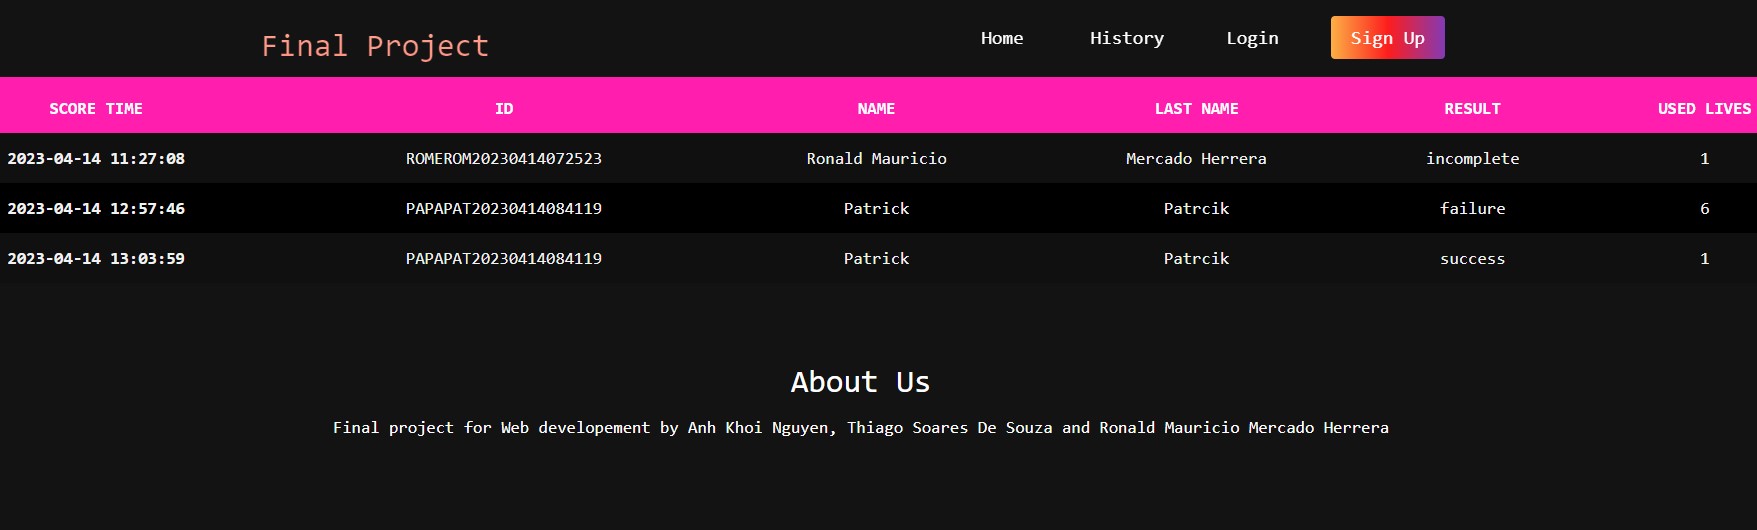 Final Project
Home History Login Sign Up
SCORE TIME ID NAME LAST NAME RESULT USED LIVES
2023-04-14 11:27:08 ROMEROM20230414072523 Ronald Mauricio Mercado Herrera incomplete 1
2023-04-14 12:57:46 PAPAPAT20230414084119 Patrick Patrcik failure 6
2023-04-14 13:03:59 PAPAPAT20230414084119 Patrick Patrcik success 1
About Us
Final project for Web developement by Anh Khoi Nguyen, Thiago Soares De Souza and Ronald Mauricio Mercado Herrera